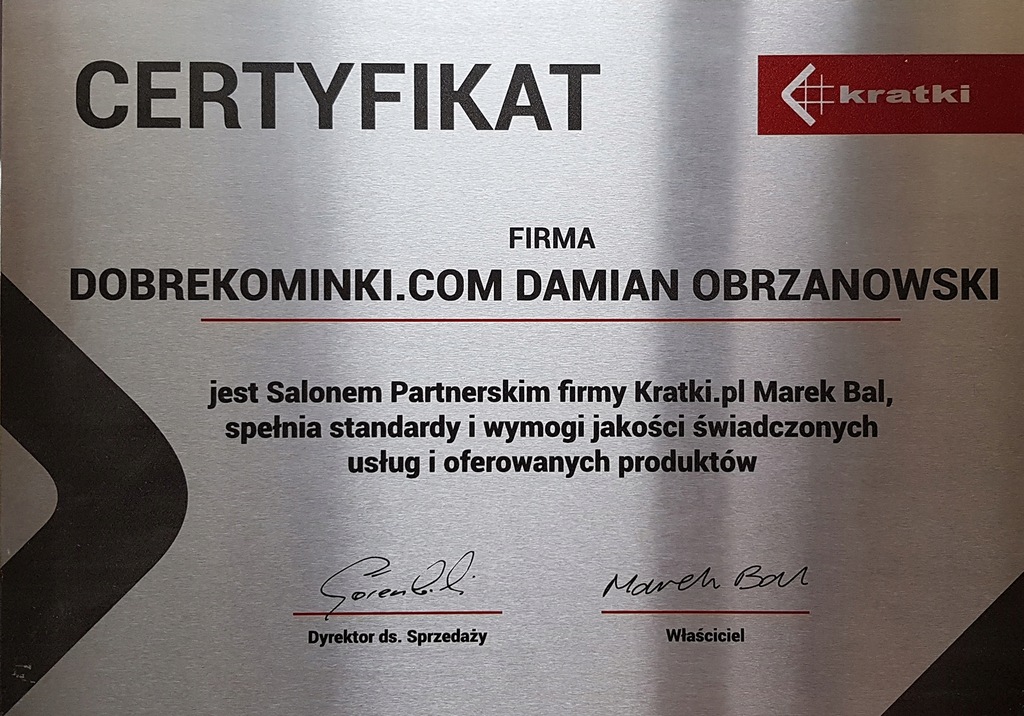 CERTYFIKAT
kratki
FIRMA
DOBREKOMINKI.COM DAMIAN OBRZANOWSKI
jest Salonem Partnerskim firmy Kratki.pl Marek Bal,
spełnia standardy i wymogi jakości świadczonych
usług i oferowanych produktów
Marek Bal
Dyrektor ds. Sprzedaży
Właściciel